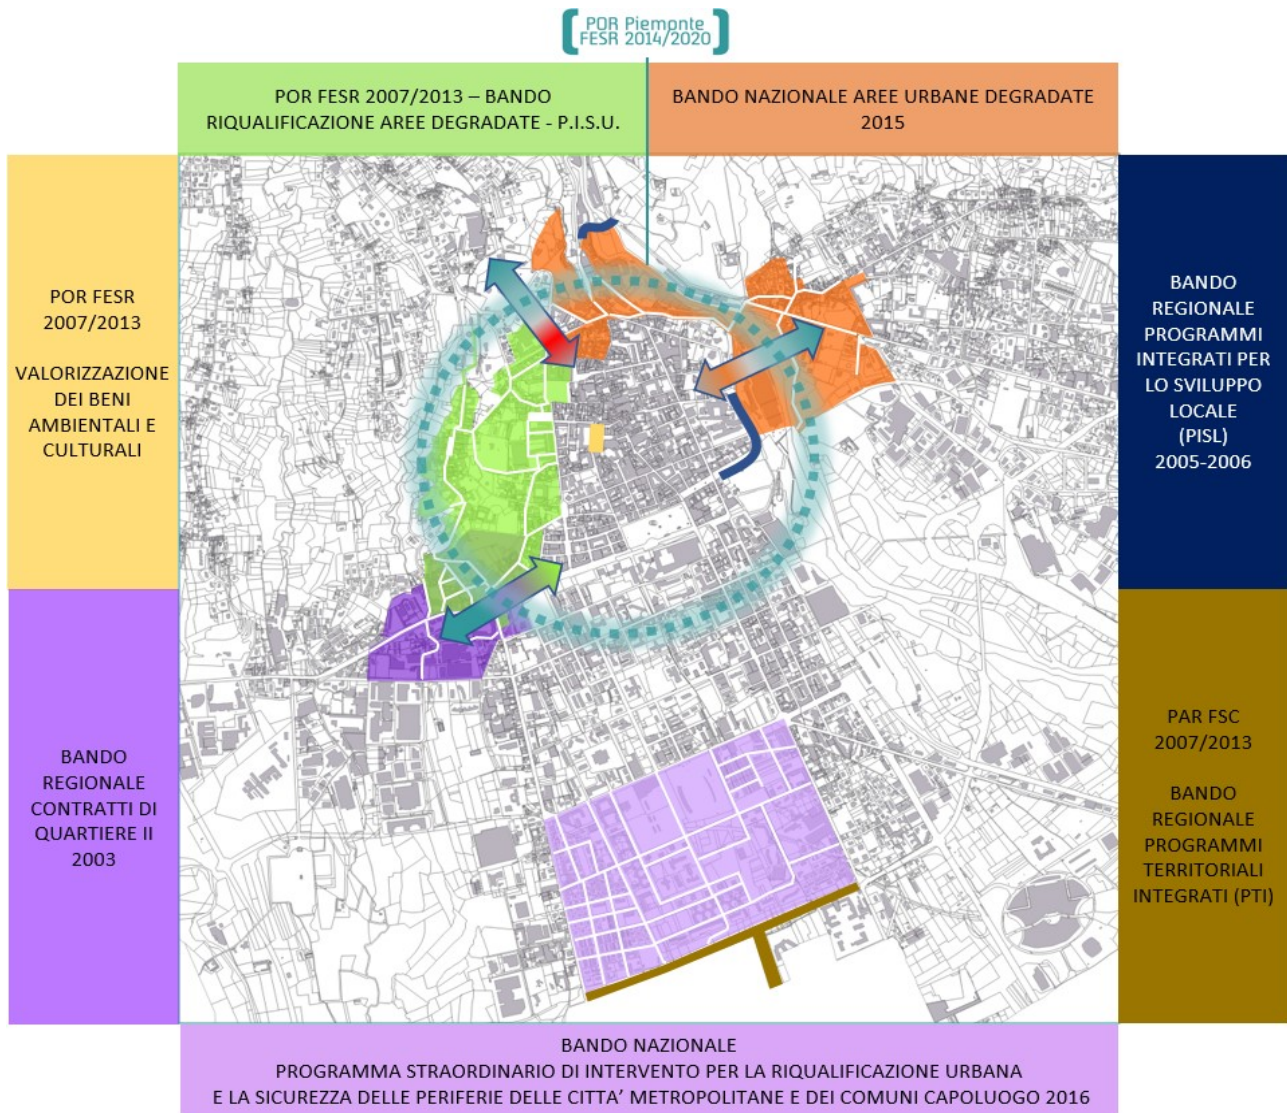 POR Piemonte
FESR 2014/2020
POR FESR 2007/2013 – BANDO
RIQUALIFICAZIONE AREE DEGRADATE - P.I.S.U.
BANDO NAZIONALE AREE URBANE DEGRADATE
2015
POR FESR
2007/2013
VALORIZZAZIONE
DEI BENI
AMBIENTALI E
CULTURALI
BANDO
REGIONALE
PROGRAMMI
INTEGRATI PER
LO SVILUPPO
LOCALE
(PISL)
2005-2006
BANDO
REGIONALE
CONTRATTI DI
QUARTIERE II
2003
PAR FSC
2007/2013
BANDO
REGIONALE
PROGRAMMI
TERRITORIALI
INTEGRATI (PTI)
BANDO NAZIONALE
PROGRAMMA STRAORDINARIO DI INTERVENTO PER LA RIQUALIFICAZIONE URBANA
E LA SICUREZZA DELLE PERIFERIE DELLE CITTA’ METROPOLITANE E DEI COMUNI CAPOLUOGO 2016